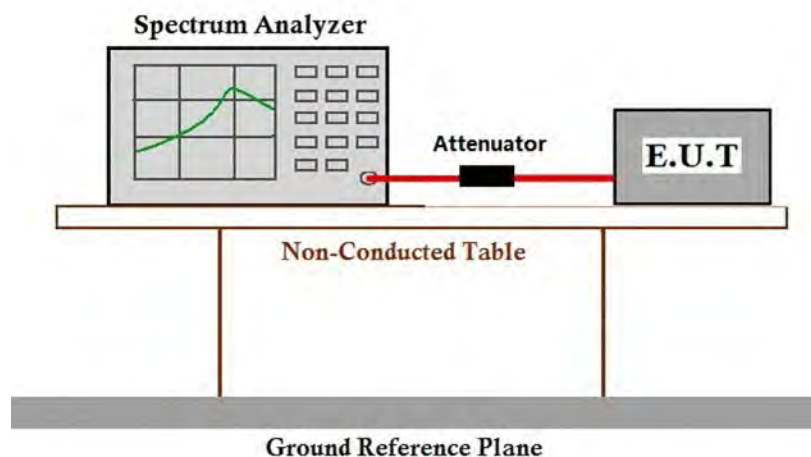 Spectrum Analyzer
Attenuator
E.U.T
Non-Conducted Table
Ground Reference Plane